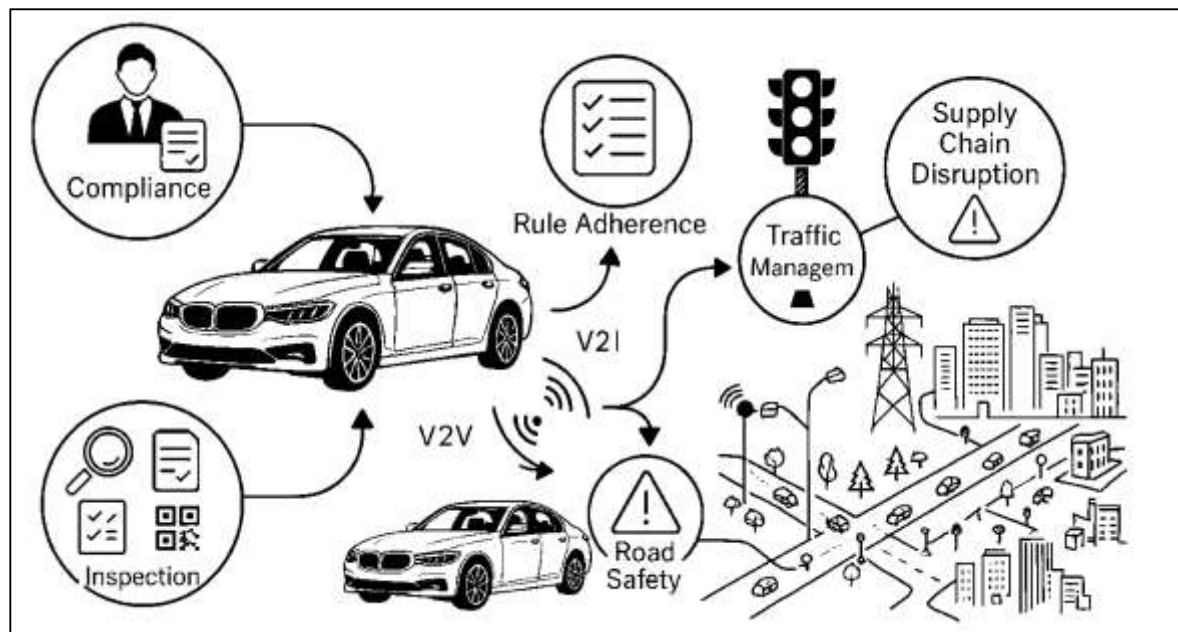 Compliance
Rule Adherence
Supply
Chain
Disruption
Traffic
Managem
V2I
V2V
Inspection
Road
Safety